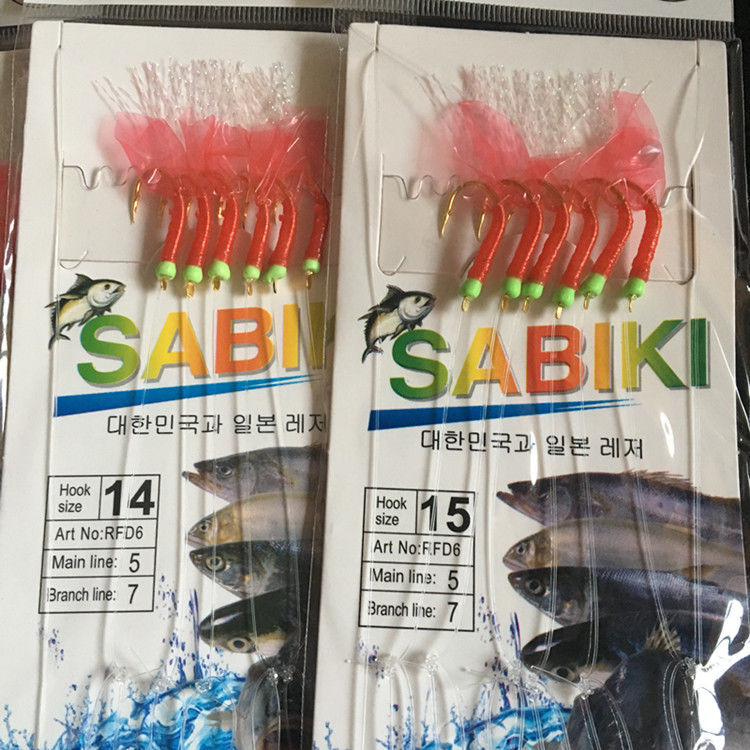 SABIKI
대한민국과 일본 레저
Hook size 14
Art No:RFD6
Main line: 5
Branch line: 7
SABIKI
대한민국과 일본 레저
Hook size 15
Art No:RFD6
Main line: 5
Branch line: 7